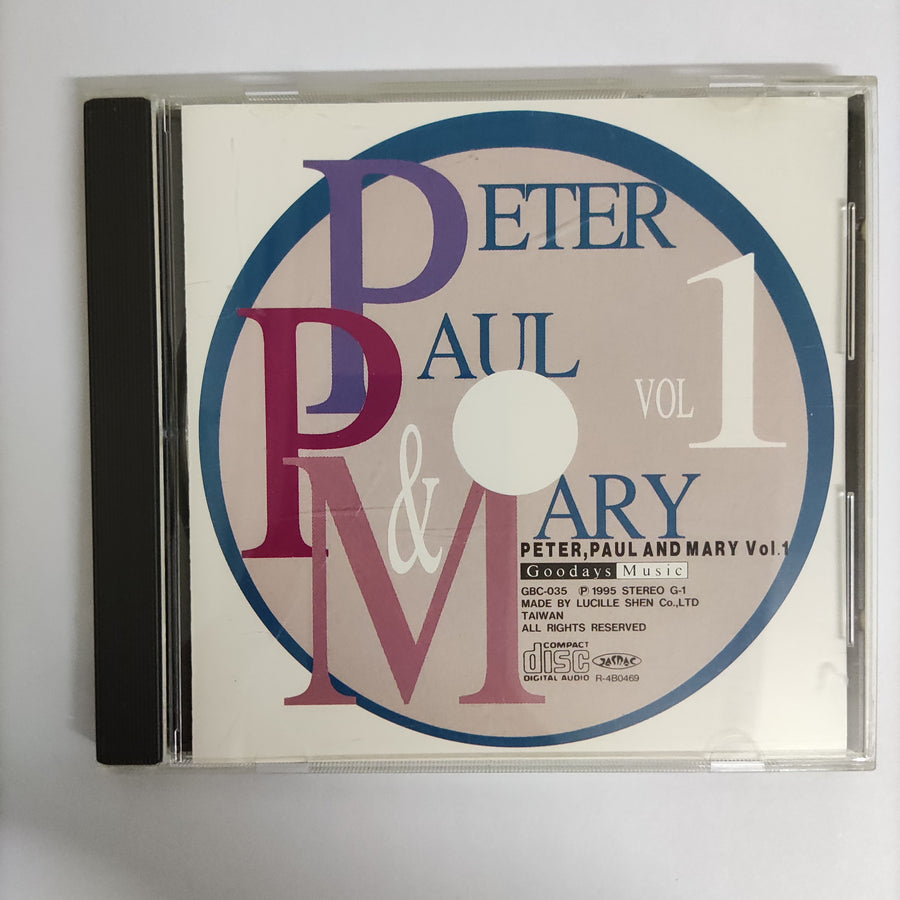 PETER
PAUL
& MARY
VOL 1
PETER,PAUL AND MARY Vol.1
Goodays Music
GBC-035 Ⓟ 1995 STEREO G-1
MADE BY LUCILLE SHEN Co.,LTD
TAIWAN
ALL RIGHTS RESERVED
COMPACT
disc
DIGITAL AUDIO
JASRAC
R-4B0469